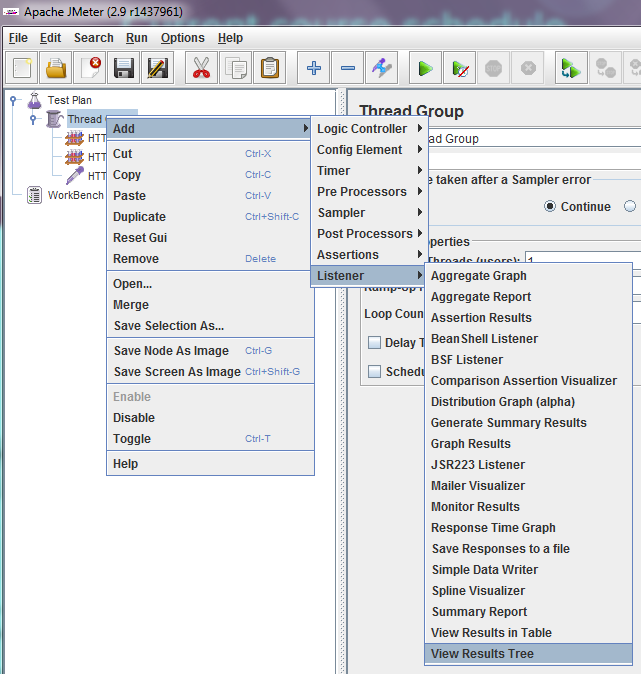 Apache JMeter (2.9 r1437961)
current course schedule
File Edit Search Run Options Help
Test Plan
Thread
HTT
HTT
HTT
WorkBench
Add
Cut Ctrl-X
Copy Ctrl-C
Paste Ctrl-V
Duplicate Ctrl+Shift-C
Reset Gui
Remove Delete
Open...
Merge
Save Selection As...
Save Node As Image Ctrl-G
Save Screen As Image Ctrl+Shift-G
Enable
Disable
Toggle Ctrl-T
Help
Logic Controller
Config Element
Timer
Pre Processors
Sampler
Post Processors
Assertions
Listener
Thread Group
ad Group
e taken after a Sampler error
Continue
operties
Threads (users): 1
Ramp-Up
Loop Coun
Delay T
Schedu
Aggregate Graph
Aggregate Report
Assertion Results
BeanShell Listener
BSF Listener
Comparison Assertion Visualizer
Distribution Graph (alpha)
Generate Summary Results
Graph Results
JSR223 Listener
Mailer Visualizer
Monitor Results
Response Time Graph
Save Responses to a file
Simple Data Writer
Spline Visualizer
Summary Report
View Results in Table
View Results Tree